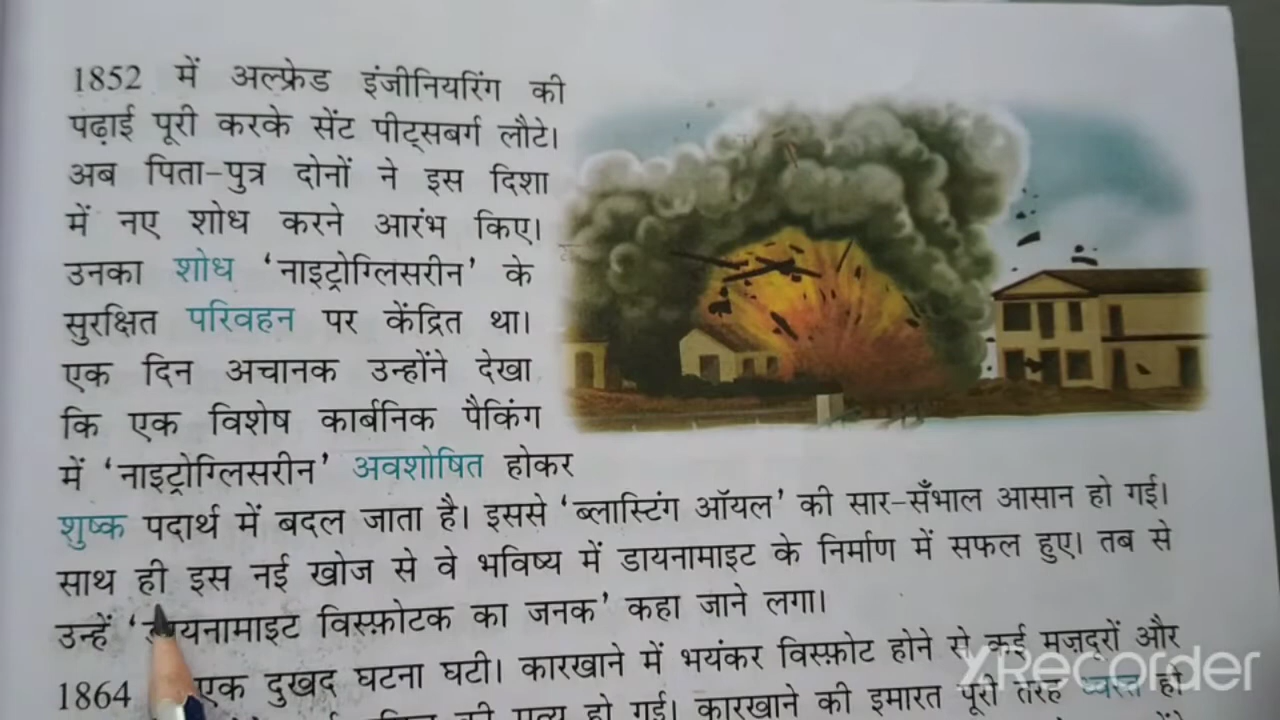 1852 में अल्फ्रेड इंजीनियरिंग की
पढ़ाई पूरी करके सेंट पीट्सबर्ग लौटे।
अब पिता-पुत्र दोनों ने इस दिशा
में नए शोध करने आरंभ किए।
उनका शोध 'नाइट्रोग्लिसरीन' के
सुरक्षित परिवहन पर केंद्रित था।
एक दिन अचानक उन्होंने देखा
कि एक विशेष कार्बनिक पैकिंग
में 'नाइट्रोग्लिसरीन' अवशोषित होकर
शुष्क पदार्थ में बदल जाता है। इससे 'ब्लास्टिंग ऑयल' की सार-सँभाल आसान हो गई।
साथ ही इस नई खोज से वे भविष्य में डायनामाइट के निर्माण में सफल हुए। तब से
उन्हें 'डायनामाइट विस्फ़ोटक का जनक' कहा जाने लगा।
1864 एक दुखद घटना घटी। कारखाने में भयंकर विस्फ़ोट होने से कई मज़दूरों और
की मृत्यु हो गई। कारखाने की इमारत पूरी तरह ध्वस्त हो
XRecorder